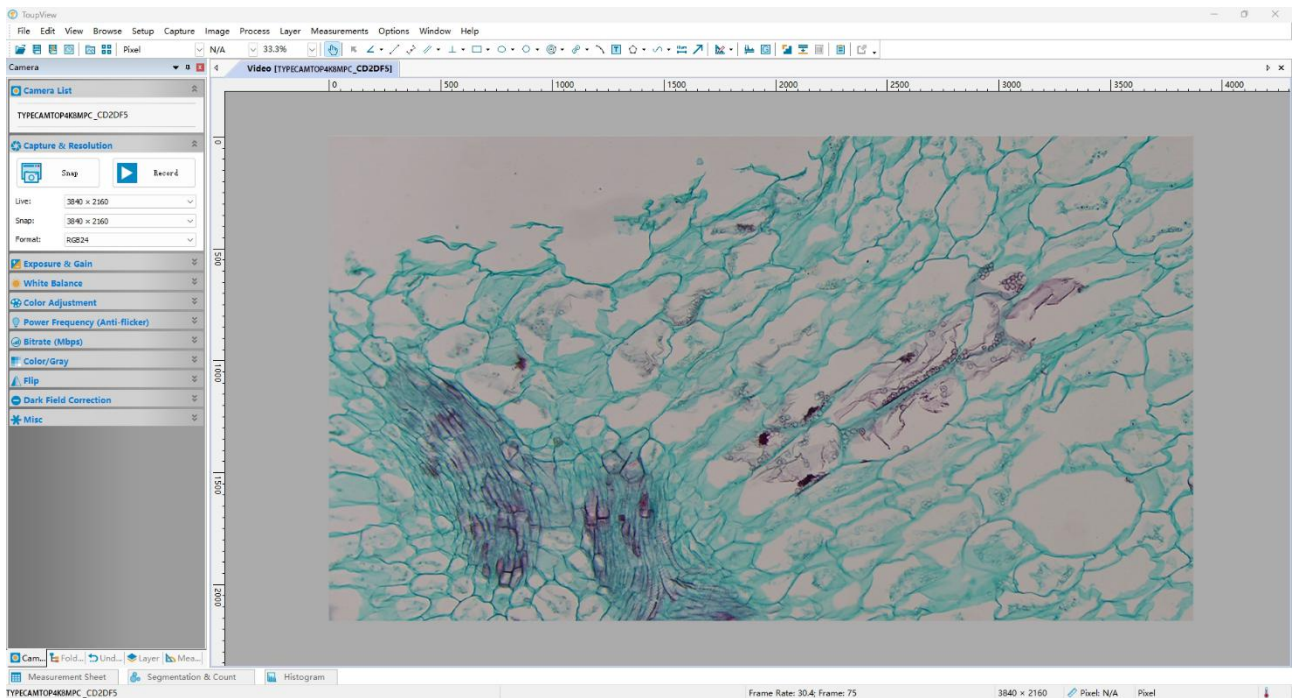 ToupView
File Edit View Browse Setup Capture Image Process Layer Measurements Options Window Help
Pixel N/A 33.3%
Camera
Video [TYPECAMTOP4K8MPC_CD2DF5]
0 500 1000 1500 2000 2500 3000 3500 4000
Camera List
TYPECAMTOP4K8MPC_CD2DF5
Capture & Resolution
Snap Record
Live: 3840 × 2160
Snap: 3840 × 2160
Format: RGB24
Exposure & Gain
White Balance
Color Adjustment
Power Frequency (Anti-flicker)
Bitrate (Mbps)
Color/Gray
Flip
Dark Field Correction
Misc
0
500
1000
1500
2000
Cam... Fold... Und... Layer Mea...
Measurement Sheet Segmentation & Count Histogram
TYPECAMTOP4K8MPC_CD2DF5 Frame Rate: 30.4; Frame: 75 3840 × 2160 Pixel: N/A Pixel